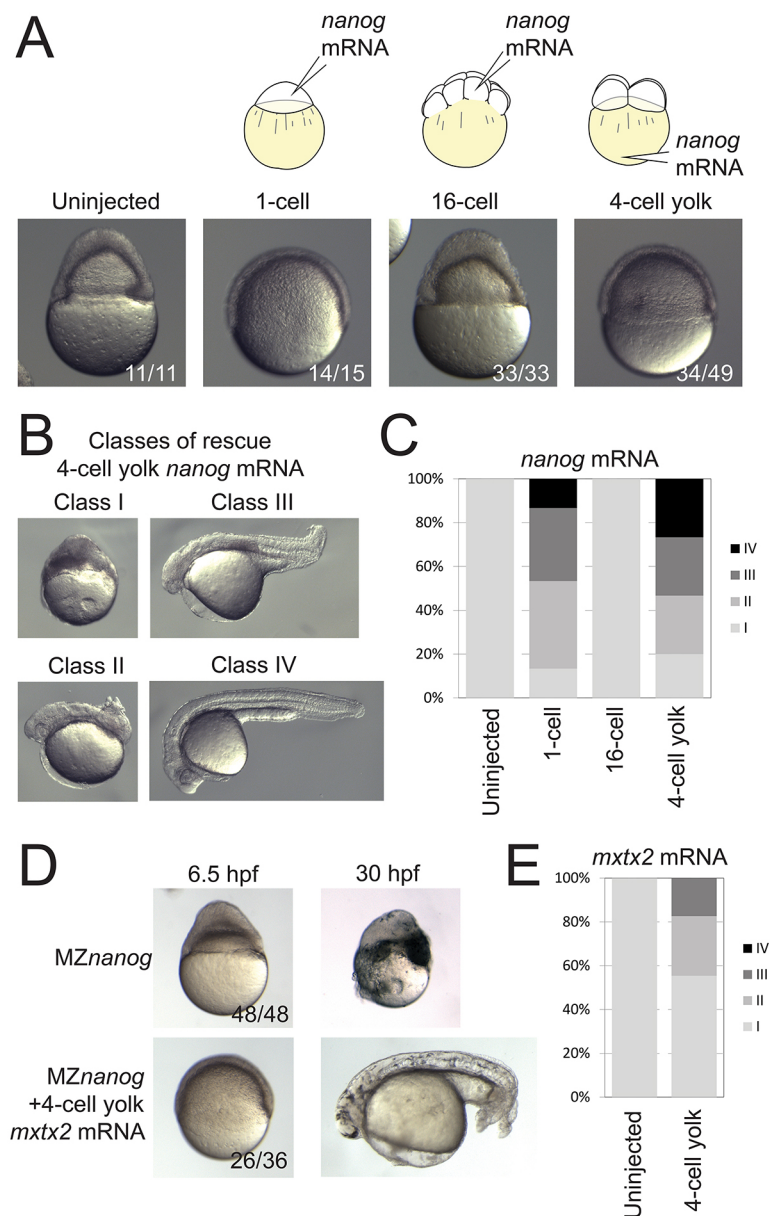 A
nanog
mRNA
nanog
mRNA
nanog
mRNA
Uninjected
1-cell
16-cell
4-cell yolk
11/11
14/15
33/33
34/49
B
Classes of rescue
4-cell yolk nanog mRNA
Class I
Class III
Class II
Class IV
C
nanog mRNA
100%
80%
60%
40%
20%
0%
IV
III
II
I
Uninjected
1-cell
16-cell
4-cell yolk
D
6.5 hpf
30 hpf
MZnanog
48/48
MZnanog
+4-cell yolk
mxtx2 mRNA
26/36
E
mxtx2 mRNA
100%
80%
60%
40%
20%
0%
IV
III
II
I
Uninjected
4-cell yolk